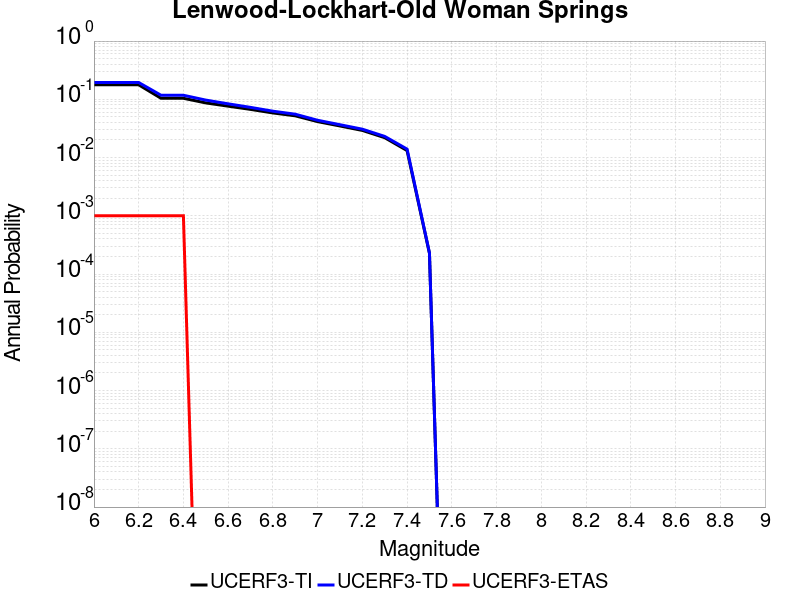 Lenwood-Lockhart-Old Woman Springs
10^0
10^-1
10^-2
10^-3
10^-4
10^-5
10^-6
10^-7
10^-8
Annual Probability
6 6.2 6.4 6.6 6.8 7 7.2 7.4 7.6 7.8 8 8.2 8.4 8.6 8.8 9
Magnitude
UCERF3-TI UCERF3-TD UCERF3-ETAS